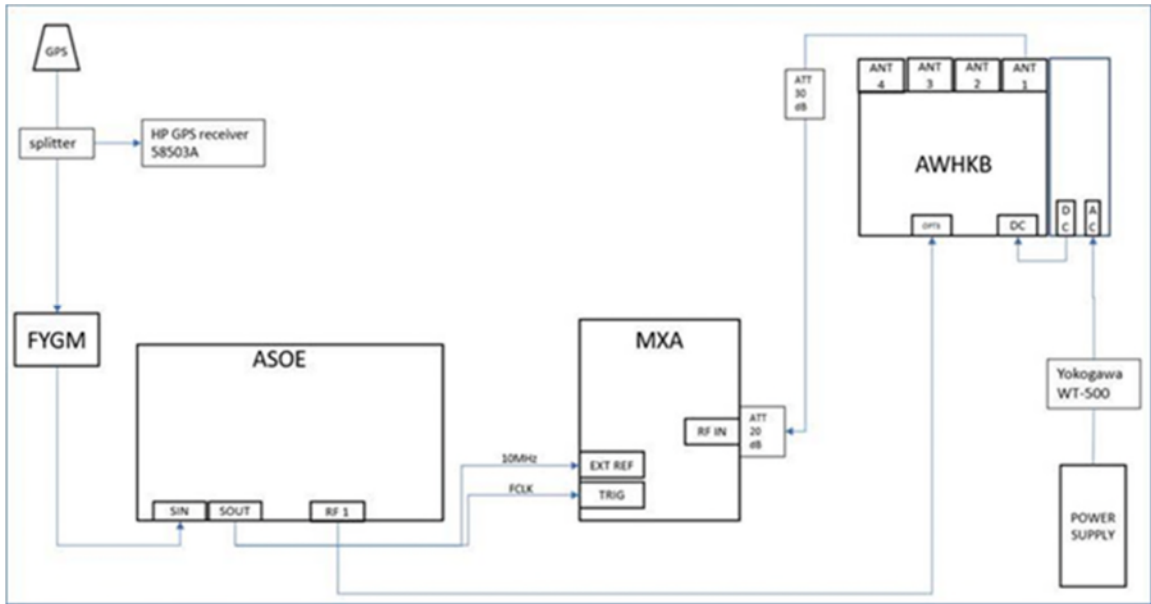 GPS
splitter
HP GPS receiver
58503A
FYGM
ASOE
SIN
SOUT
RF 1
10MHz
FCLK
MXA
RF IN
EXT REF
TRIG
ATT
20
dB
ATT
30
dB
ANT
4
ANT
3
ANT
2
ANT
1
AWHKB
DC
D
C
A
C
Yokogawa
WT-500
POWER
SUPPLY